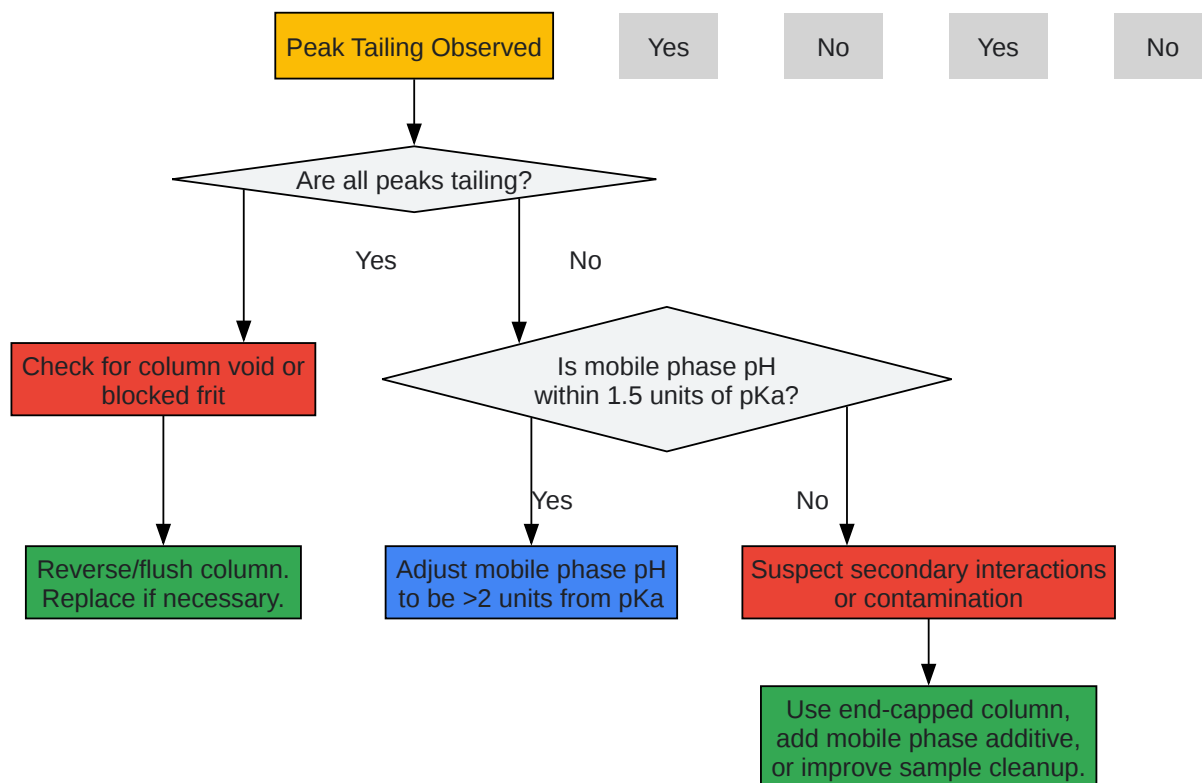 Peak Tailing Observed
Yes
No
Yes
No
Are all peaks tailing?
Yes
No
Check for column void or
blocked frit
Is mobile phase pH
within 1.5 units of pKa?
Yes
No
Reverse/flush column.
Replace if necessary.
Adjust mobile phase pH
to be >2 units from pKa
Suspect secondary interactions
or contamination
Use end-capped column,
add mobile phase additive,
or improve sample cleanup.